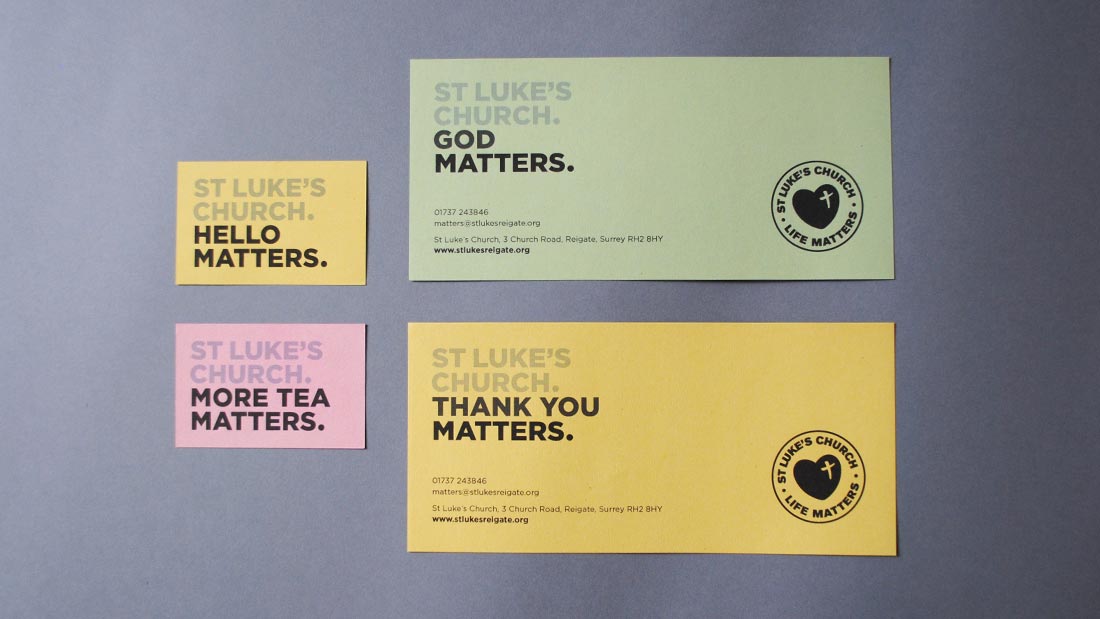 ST LUKE'S
CHURCH.
HELLO
MATTERS.
ST LUKE'S
CHURCH.
MORE TEA
MATTERS.
ST LUKE'S
CHURCH.
GOD
MATTERS.
01737 243846
matters@stlukesreigate.org
St Luke's Church, 3 Church Road, Reigate, Surrey RH2 8HY
www.stlukesreigate.org
ST LUKE'S CHURCH
• LIFE MATTERS •
ST LUKE'S
CHURCH.
THANK YOU
MATTERS.
01737 243846
matters@stlukesreigate.org
St Luke's Church, 3 Church Road, Reigate, Surrey RH2 8HY
www.stlukesreigate.org
ST LUKE'S CHURCH
• LIFE MATTERS •